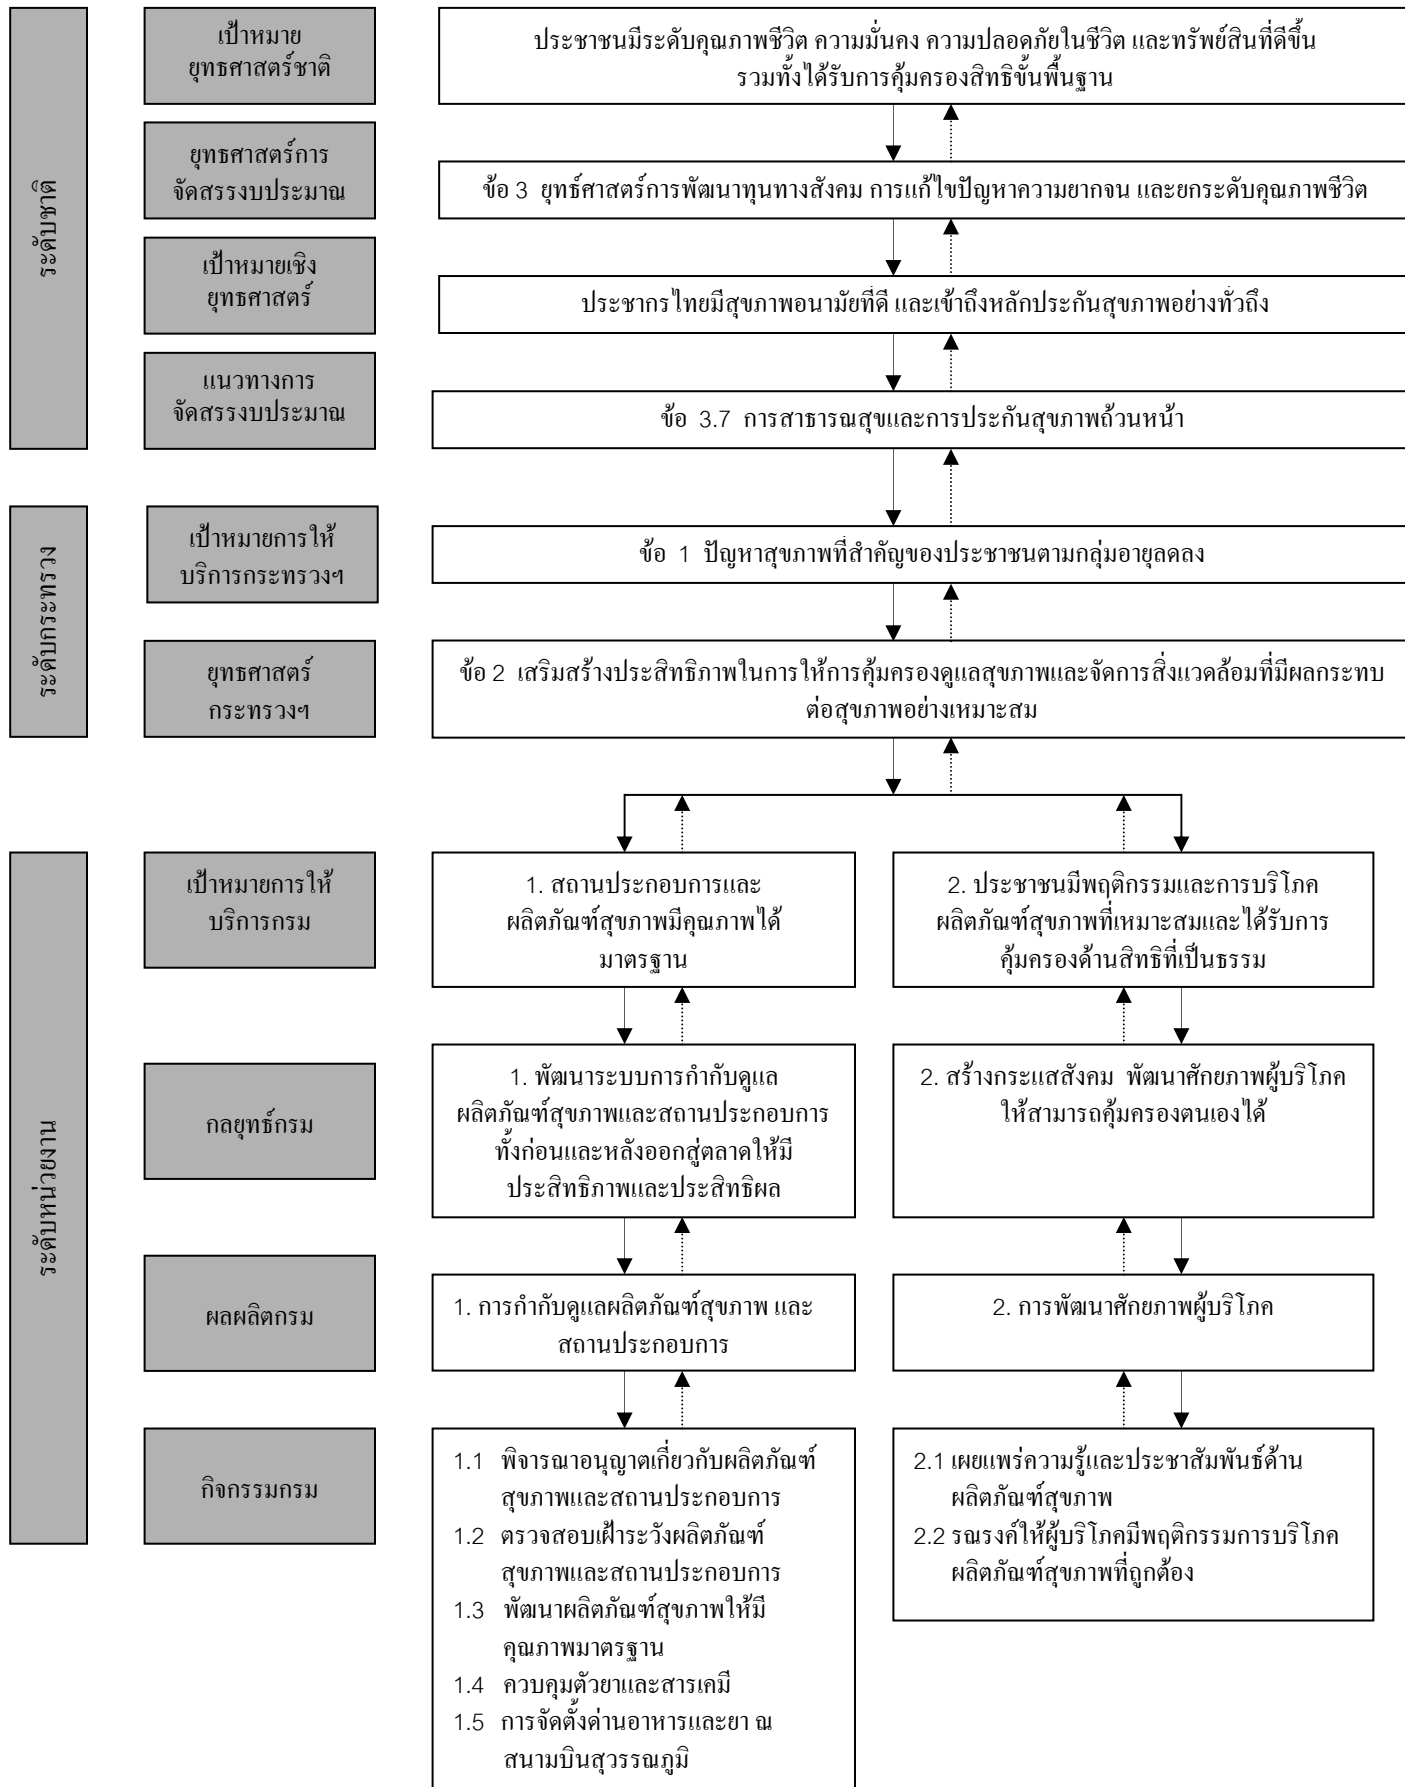 ระดับชาติ
เป้าหมาย
ยุทธศาสตร์ชาติ
ประชาชนมีระดับคุณภาพชีวิต ความมั่นคง ความปลอดภัยในชีวิต และทรัพย์สินที่ดีขึ้น
รวมทั้งได้รับการคุ้มครองสิทธิขั้นพื้นฐาน
ยุทธศาสตร์การ
จัดสรรงบประมาณ
ข้อ 3 ยุทธ์ศาสตร์การพัฒนาทุนทางสังคม การแก้ไขปัญหาความยากจน และยกระดับคุณภาพชีวิต
เป้าหมายเชิง
ยุทธศาสตร์
ประชากรไทยมีสุขภาพอนามัยที่ดี และเข้าถึงหลักประกันสุขภาพอย่างทั่วถึง
แนวทางการ
จัดสรรงบประมาณ
ข้อ 3.7 การสาธารณสุขและการประกันสุขภาพถ้วนหน้า
ระดับกระทรวง
เป้าหมายการให้
บริการกระทรวงฯ
ข้อ 1 ปัญหาสุขภาพที่สำคัญของประชาชนตามกลุ่มอายุลดลง
ยุทธศาสตร์
กระทรวงฯ
ข้อ 2 เสริมสร้างประสิทธิภาพในการให้การคุ้มครองดูแลสุขภาพและจัดการสิ่งแวดล้อมที่มีผลกระทบ
ต่อสุขภาพอย่างเหมาะสม
ระดับหน่วยงาน
เป้าหมายการให้
บริการกรม
1. สถานประกอบการและ
ผลิตภัณฑ์สุขภาพมีคุณภาพได้
มาตรฐาน
2. ประชาชนมีพฤติกรรมและการบริโภค
ผลิตภัณฑ์สุขภาพที่เหมาะสมและได้รับการ
คุ้มครองด้านสิทธิที่เป็นธรรม
กลยุทธ์กรม
1. พัฒนาระบบการกำกับดูแล
ผลิตภัณฑ์สุขภาพและสถานประกอบการ
ทั้งก่อนและหลังออกสู่ตลาดให้มี
ประสิทธิภาพและประสิทธิผล
2. สร้างกระแสสังคม พัฒนาศักยภาพผู้บริโภค
ให้สามารถคุ้มครองตนเองได้
ผลผลิตกรม
1. การกำกับดูแลผลิตภัณฑ์สุขภาพ และ
สถานประกอบการ
2. การพัฒนาศักยภาพผู้บริโภค
กิจกรรมกรม
1.1 พิจารณาอนุญาตเกี่ยวกับผลิตภัณฑ์
สุขภาพและสถานประกอบการ
1.2 ตรวจสอบเฝ้าระวังผลิตภัณฑ์
สุขภาพและสถานประกอบการ
1.3 พัฒนาผลิตภัณฑ์สุขภาพให้มี
คุณภาพมาตรฐาน
1.4 ควบคุมตัวยาและสารเคมี
1.5 การจัดตั้งด่านอาหารและยา ณ
สนามบินสุวรรณภูมิ
2.1 เผยแพร่ความรู้และประชาสัมพันธ์ด้าน
ผลิตภัณฑ์สุขภาพ
2.2 รณรงค์ให้ผู้บริโภคมีพฤติกรรมการบริโภค
ผลิตภัณฑ์สุขภาพที่ถูกต้อง